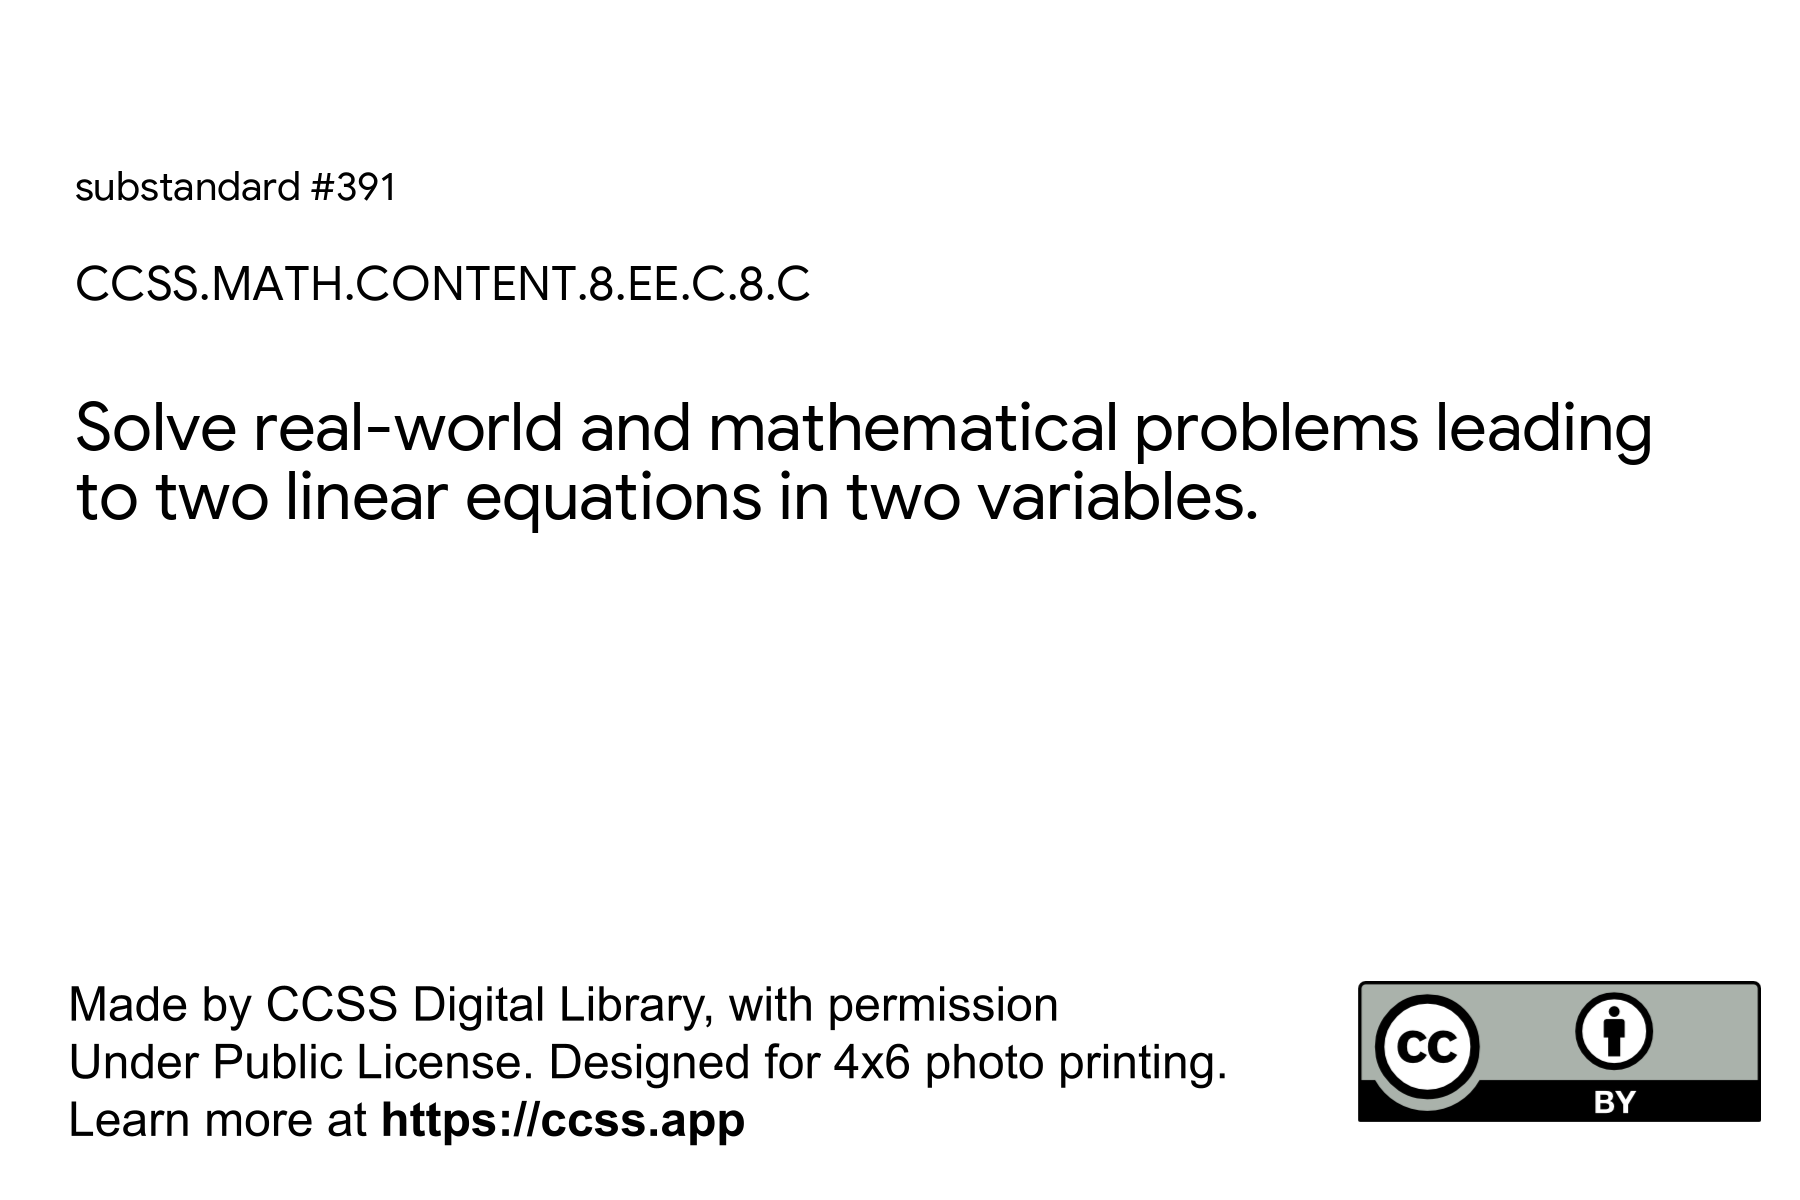 substandard #391
CCSS.MATH.CONTENT.8.EE.C.8.C
Solve real-world and mathematical problems leading
to two linear equations in two variables.
Made by CCSS Digital Library, with permission
Under Public License. Designed for 4x6 photo printing.
Learn more at https://ccss.app
CC
BY